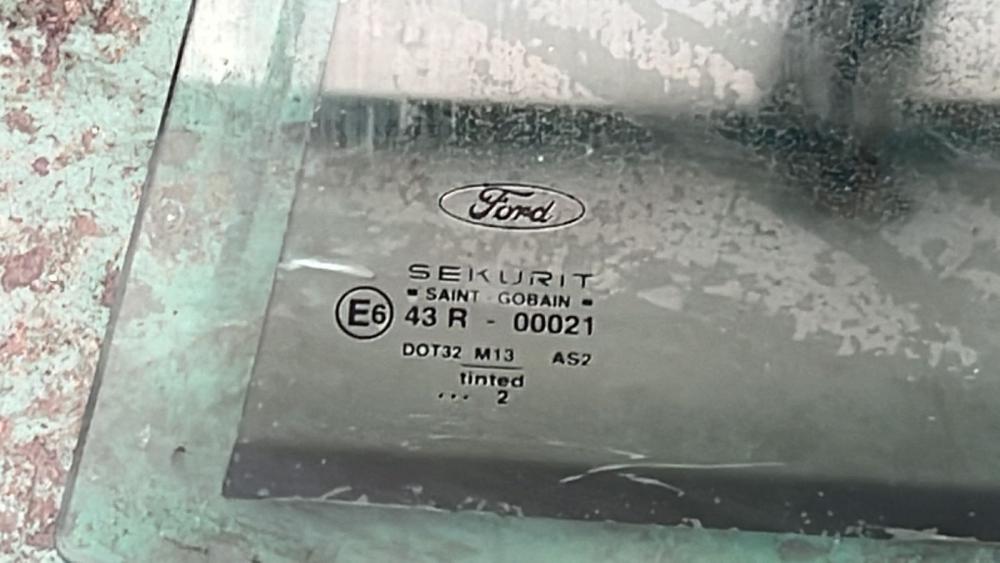 Ford
SEKURIT
SAINT - GOBAIN
E6 43 R - 00021
DOT32 M13 AS2
tinted
... 2